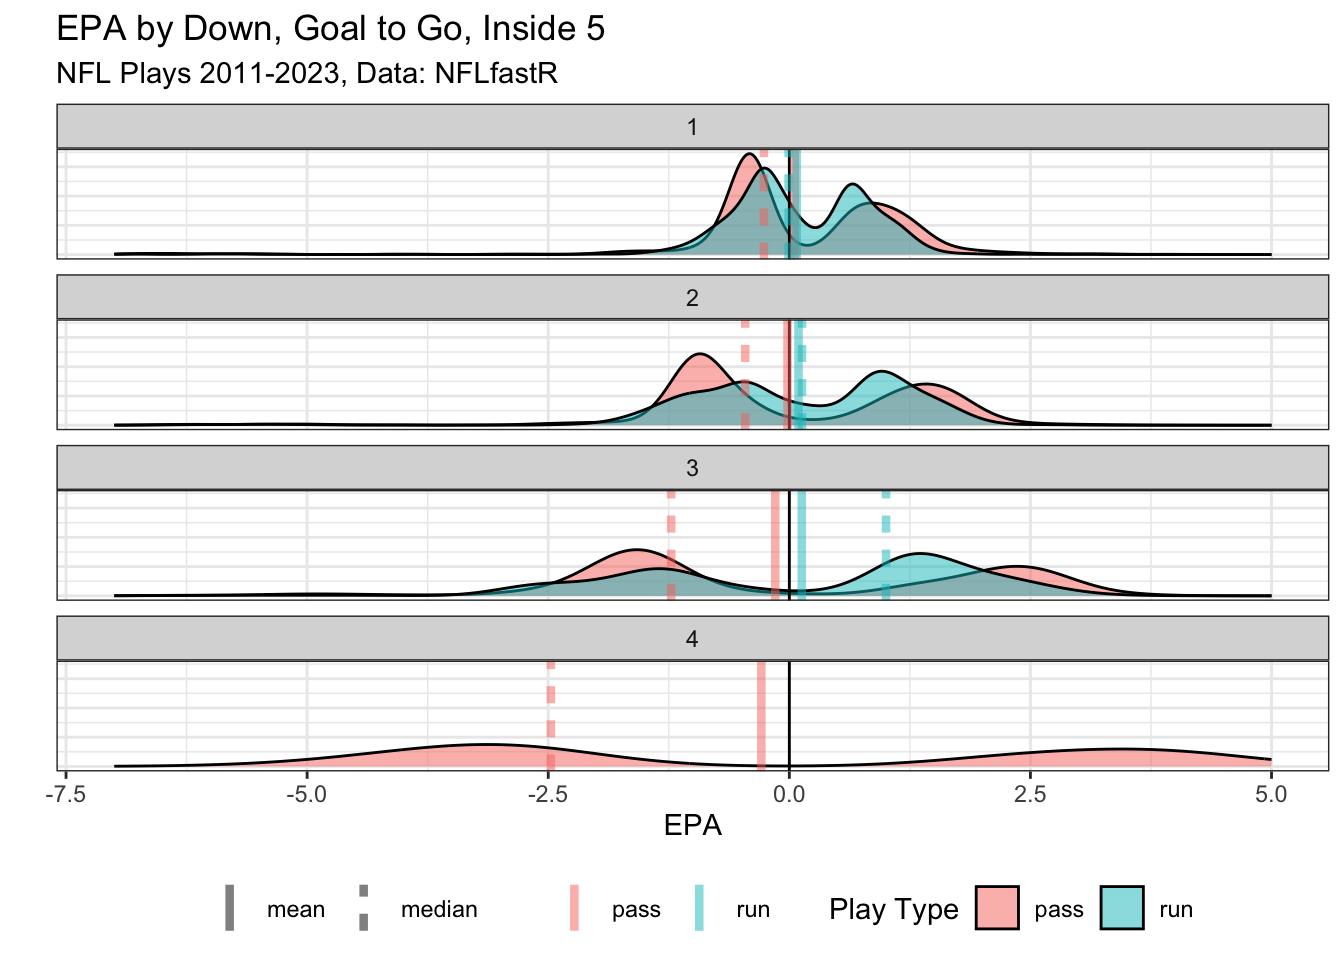 EPA by Down, Goal to Go, Inside 5
NFL Plays 2011-2023, Data: NFLfastR
1
2
3
4
-7.5 -5.0 -2.5 0.0 2.5 5.0
EPA
mean median pass run Play Type pass run